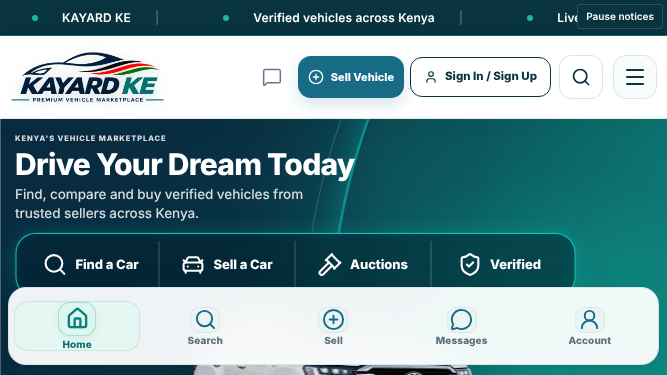 KAYARD KE
Verified vehicles across Kenya
Live
Pause notices
KAYARD KE
PREMIUM VEHICLE MARKETPLACE
Sell Vehicle
Sign In / Sign Up
KENYA'S VEHICLE MARKETPLACE
Drive Your Dream Today
Find, compare and buy verified vehicles from
trusted sellers across Kenya.
Find a Car
Sell a Car
Auctions
Verified
Home
Search
Sell
Messages
Account